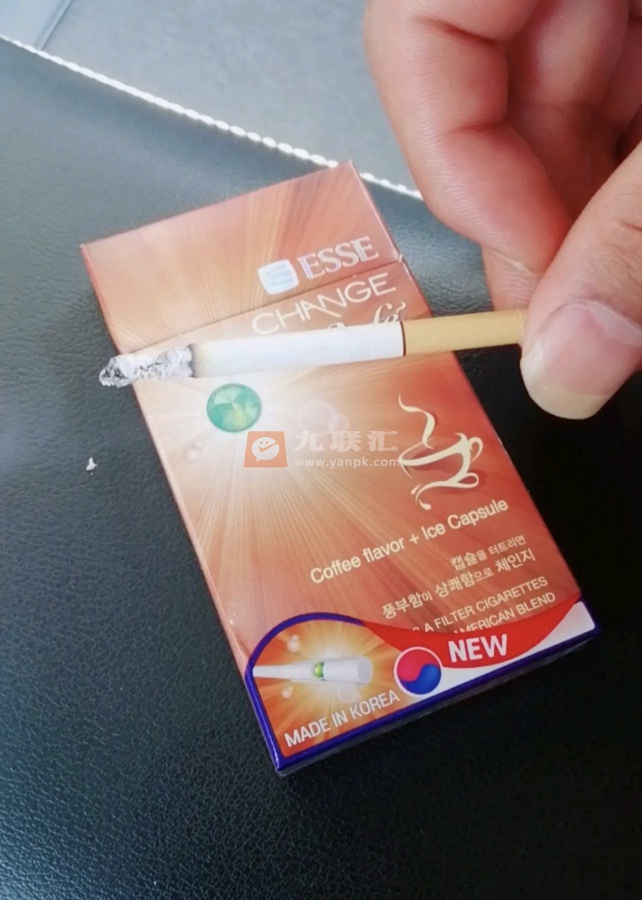 ESSE
CHANGE
九联汇
www.yanpk.com
Coffee flavor + Ice Capsule
캡슐을 터트리면
풍부함이 상쾌함으로 체인지
A FILTER CIGARETTES
AMERICAN BLEND
NEW
MADE IN KOREA